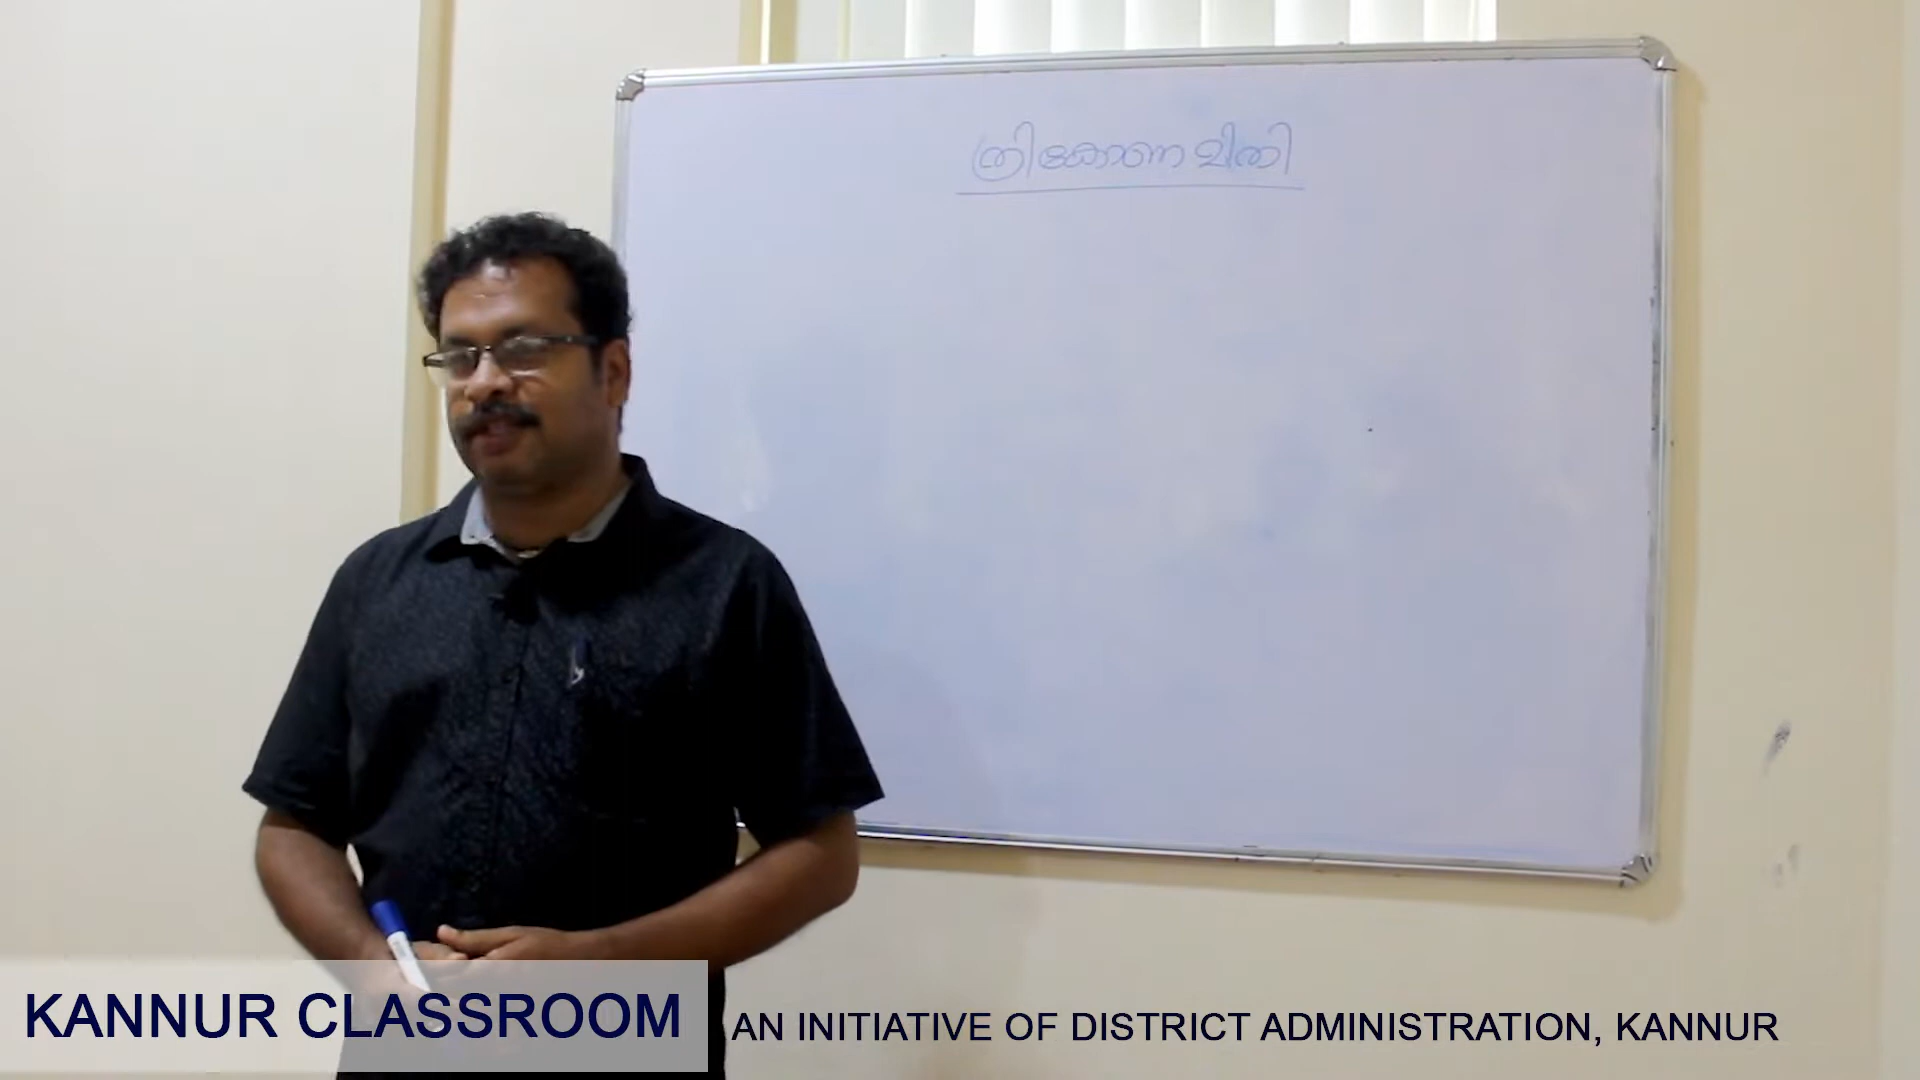 ത്രികോണമിതി
KANNUR CLASSROOM
AN INITIATIVE OF DISTRICT ADMINISTRATION, KANNUR